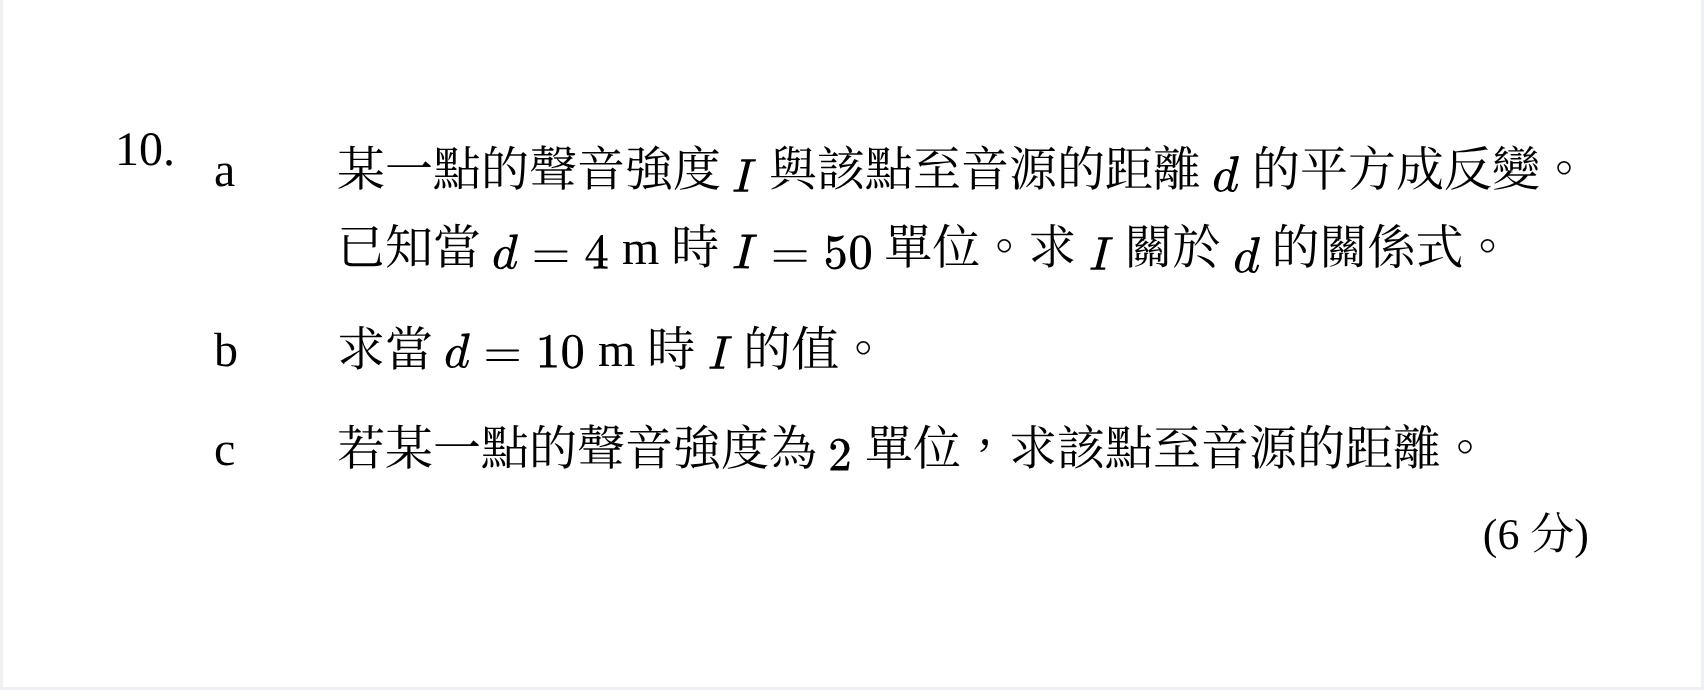 10. a 某一點的聲音強度 I 與該點至音源的距離 d 的平方成反變。
已知當 d = 4 m 時 I = 50 單位。求 I 關於 d 的關係式。
b 求當 d = 10 m 時 I 的值。
c 若某一點的聲音強度為 2 單位，求該點至音源的距離。
(6 分)